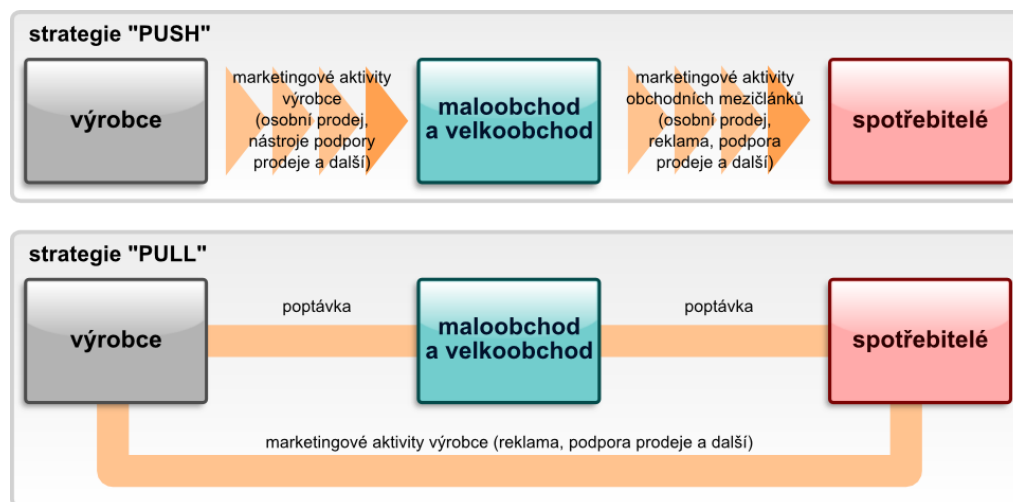 strategie "PUSH"
výrobce
marketingové aktivity
výrobce
(osobní prodej,
nástroje podpory
prodeje a další)
maloobchod
a velkoobchod
marketingové aktivity
obchodních mezičlánků
(osobní prodej,
reklama, podpora
prodeje a další)
spotřebitelé
strategie "PULL"
výrobce
poptávka
maloobchod
a velkoobchod
poptávka
spotřebitelé
marketingové aktivity výrobce (reklama, podpora prodeje a další)